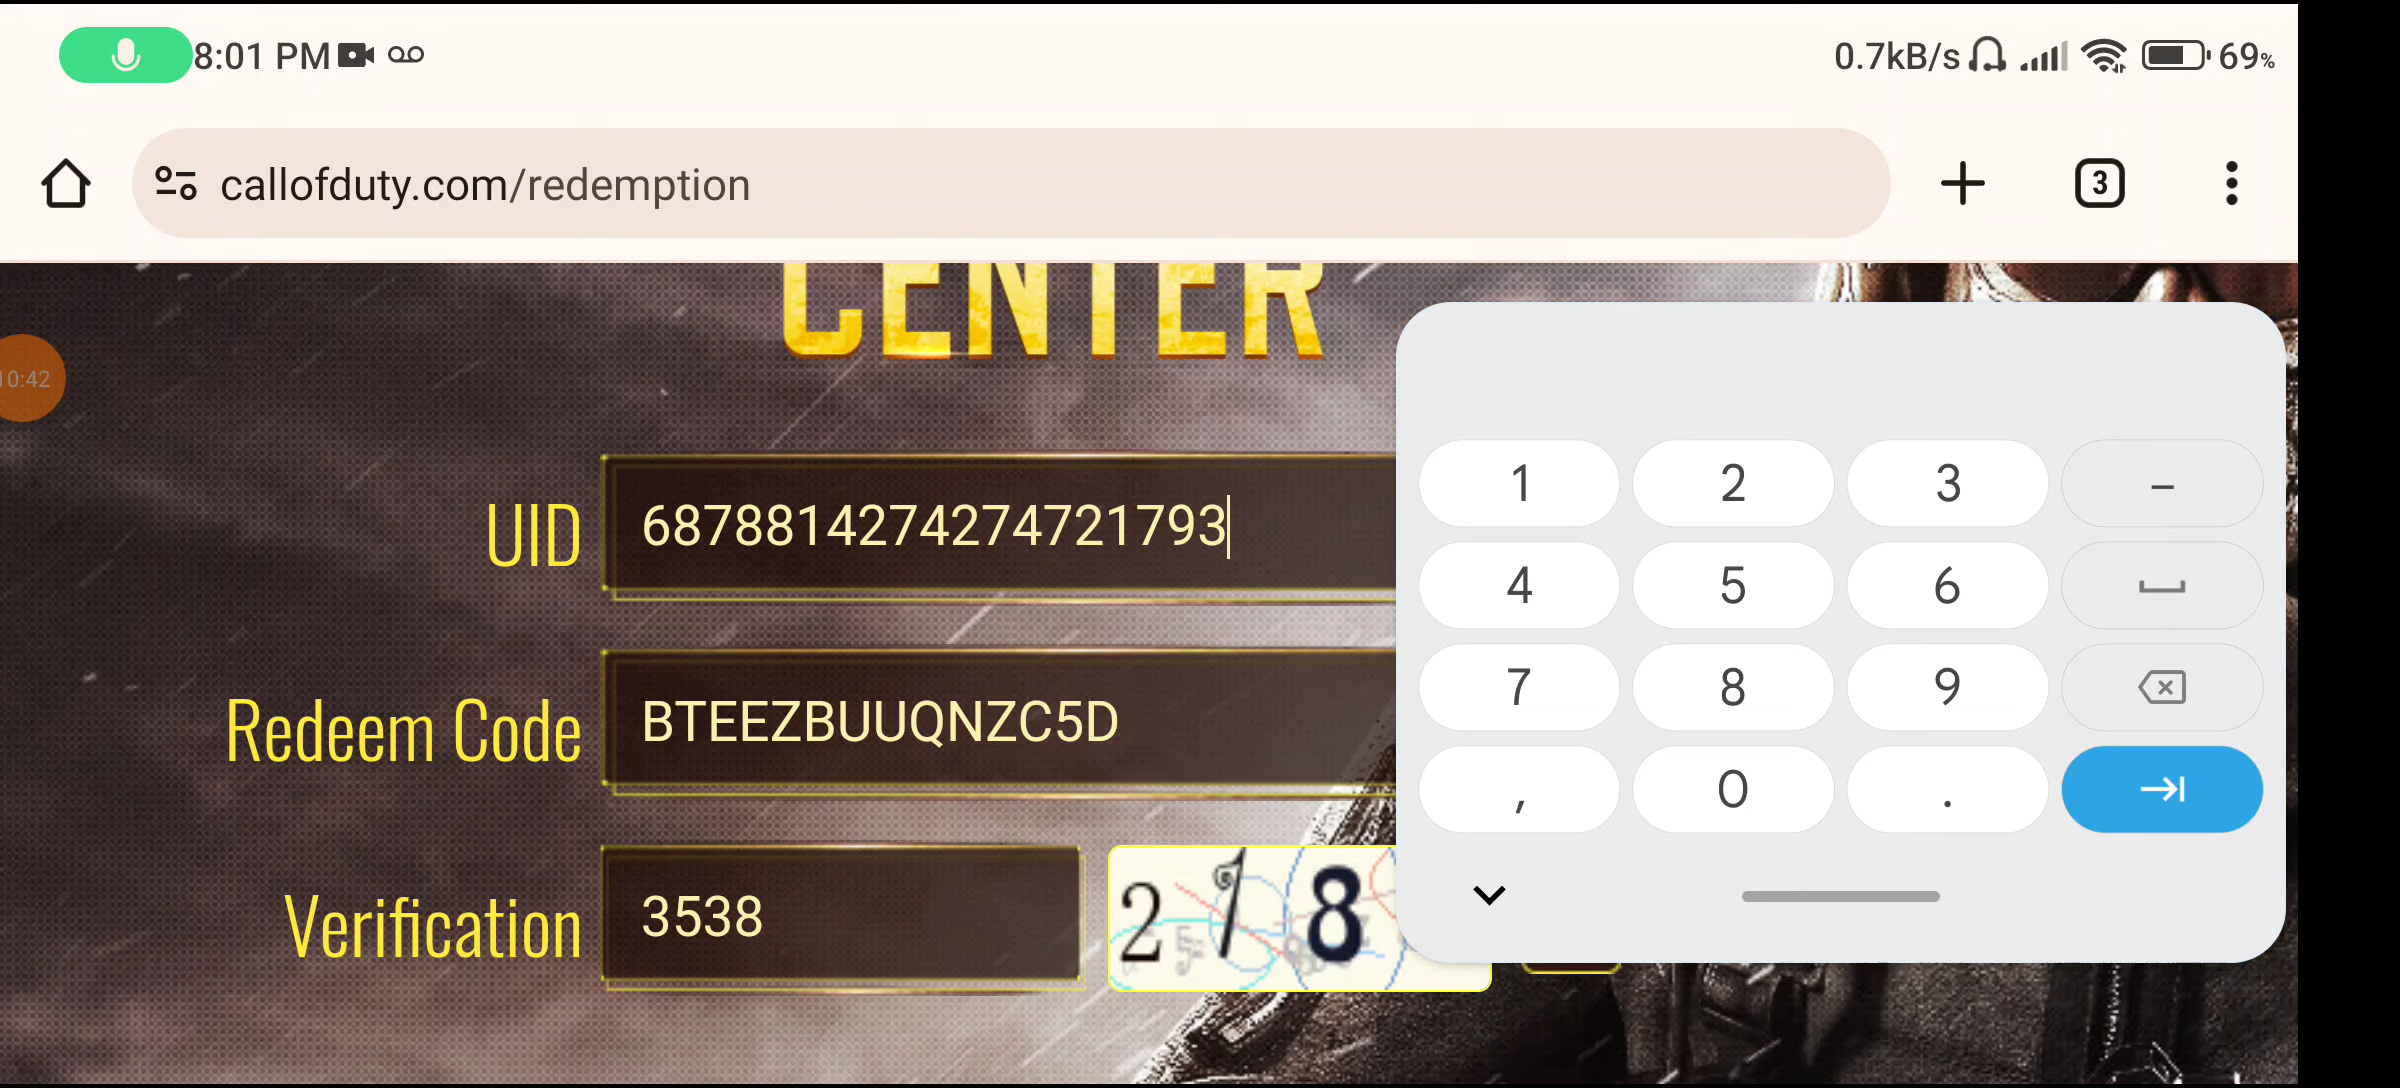 8:01 PM
0.7kB/s 69%
callofduty.com/redemption
3
CENTER
10:42
UID 6878814274274721793
Redeem Code BTEEZBUUQNZC5D
Verification 3538
1 2 3 –
4 5 6
7 8 9
, 0 .